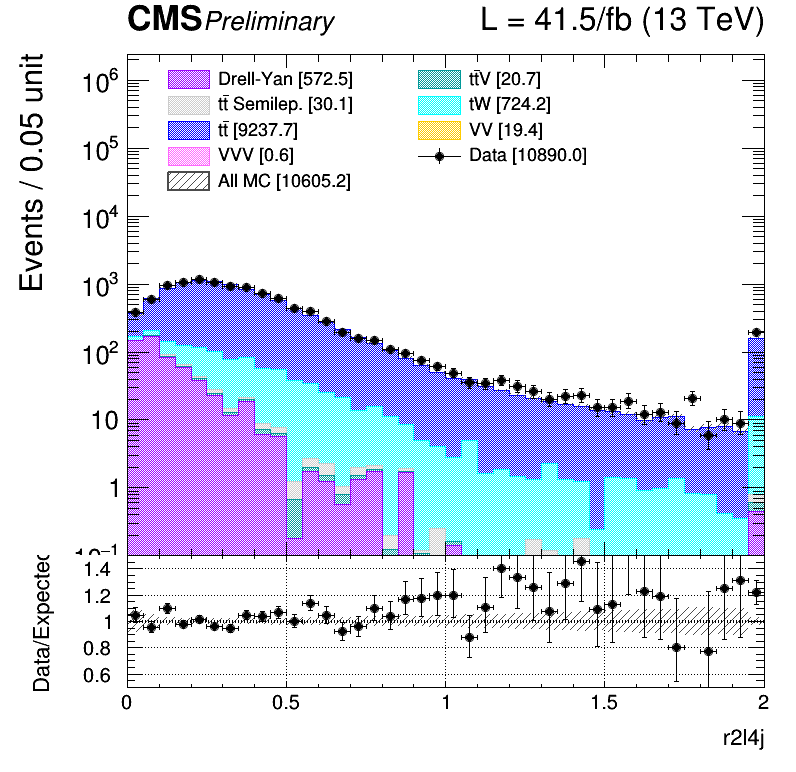 CMS Preliminary L = 41.5/fb (13 TeV)
Events / 0.05 unit
Drell-Yan [572.5]
tt̄V [20.7]
tt̄ Semilep. [30.1]
tW [724.2]
tt̄ [9237.7]
VV [19.4]
VVV [0.6]
Data [10890.0]
All MC [10605.2]
10⁶
10⁵
10⁴
10³
10²
10
1
10⁻¹
Data/Expected
1.4
1.2
1
0.8
0.6
0 0.5 1 1.5 2
r2l4j